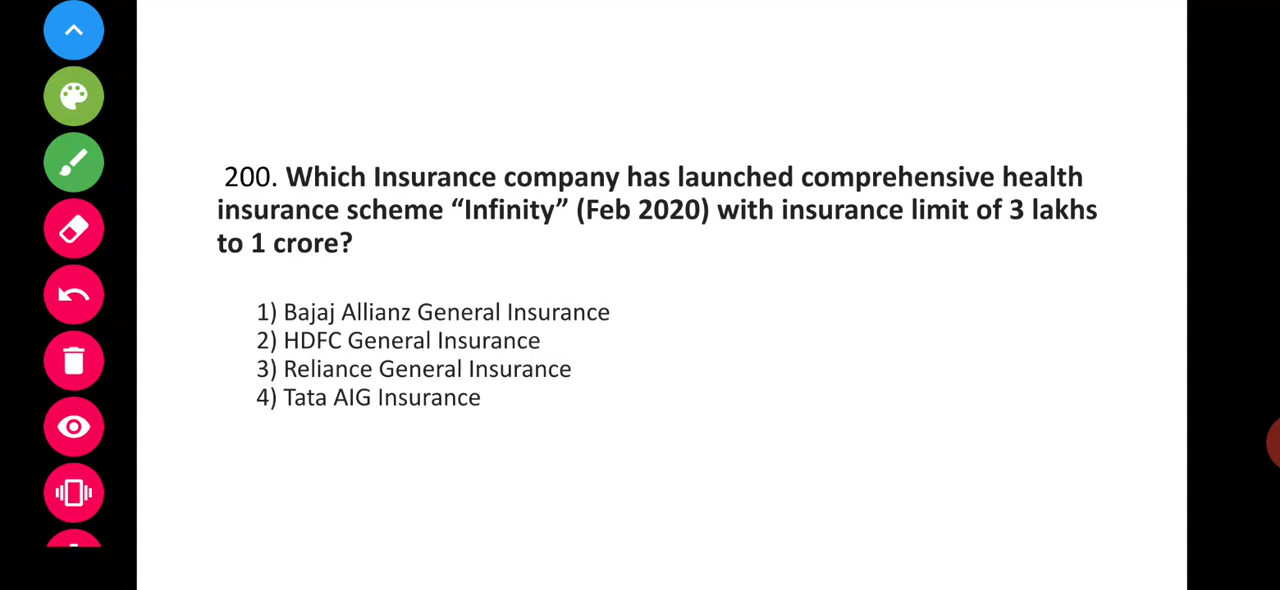 200. Which Insurance company has launched comprehensive health
insurance scheme “Infinity” (Feb 2020) with insurance limit of 3 lakhs
to 1 crore?
1) Bajaj Allianz General Insurance
2) HDFC General Insurance
3) Reliance General Insurance
4) Tata AIG Insurance